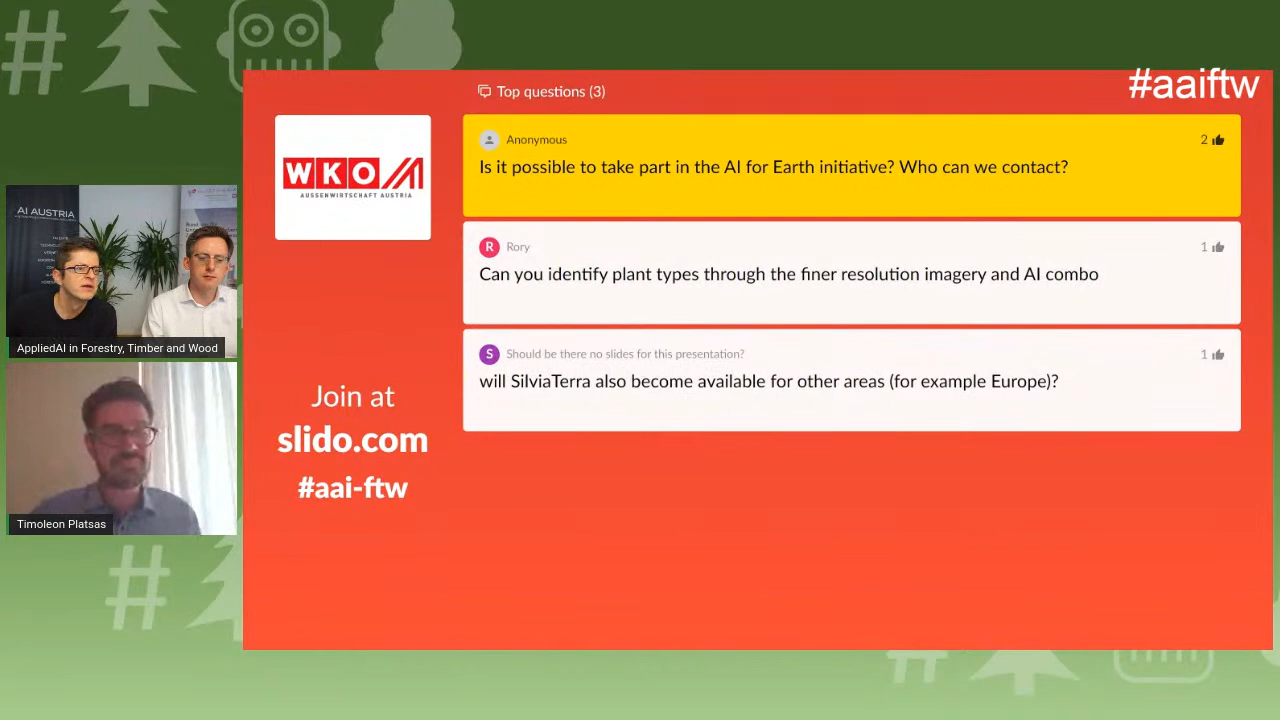 #aaiftw
Top questions (3)
WKO
AUSSENWIRTSCHAFT AUSTRIA
Anonymous
2
Is it possible to take part in the AI for Earth initiative? Who can we contact?
R
Rory
1
Can you identify plant types through the finer resolution imagery and AI combo
S
Should be there no slides for this presentation?
1
will SilviaTerra also become available for other areas (for example Europe)?
Join at
slido.com
#aai-ftw
AI AUSTRIA
AppliedAI in Forestry, Timber and Wood
Timoleon Platsas